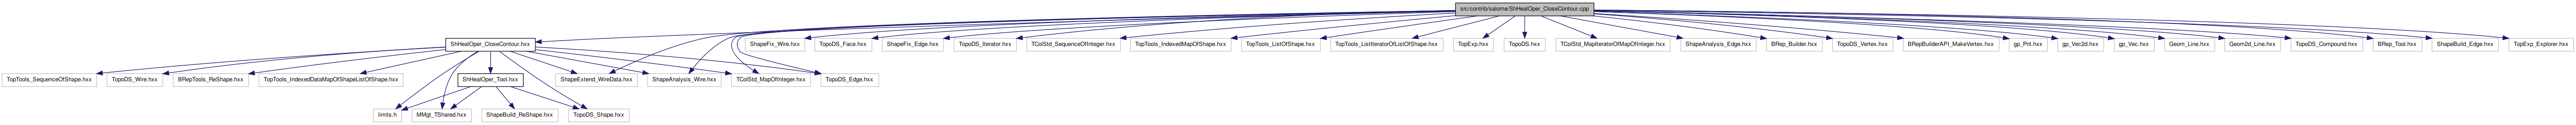 src/contrib/salome/ShHealOper_CloseContour.cpp
ShHealOper_CloseContour.hxx
ShapeFix_Wire.hxx
TopoDS_Face.hxx
ShapeFix_Edge.hxx
TopoDS_Iterator.hxx
TColStd_SequenceOfInteger.hxx
TopTools_IndexedMapOfShape.hxx
TopTools_ListOfShape.hxx
TopTools_ListIteratorOfListOfShape.hxx
TopExp.hxx
TopoDS.hxx
TColStd_MapIteratorOfMapOfInteger.hxx
ShapeAnalysis_Edge.hxx
BRep_Builder.hxx
TopoDS_Vertex.hxx
BRepBuilderAPI_MakeVertex.hxx
gp_Pnt.hxx
gp_Vec2d.hxx
gp_Vec.hxx
Geom_Line.hxx
Geom2d_Line.hxx
TopoDS_Compound.hxx
BRep_Tool.hxx
ShapeBuild_Edge.hxx
TopExp_Explorer.hxx
TopTools_SequenceOfShape.hxx
TopoDS_Wire.hxx
BRepTools_ReShape.hxx
TopTools_IndexedDataMapOfShapeListOfShape.hxx
ShHealOper_Tool.hxx
ShapeExtend_WireData.hxx
ShapeAnalysis_Wire.hxx
TColStd_MapOfInteger.hxx
TopoDS_Edge.hxx
limits.h
MMgt_TShared.hxx
ShapeBuild_ReShape.hxx
TopoDS_Shape.hxx